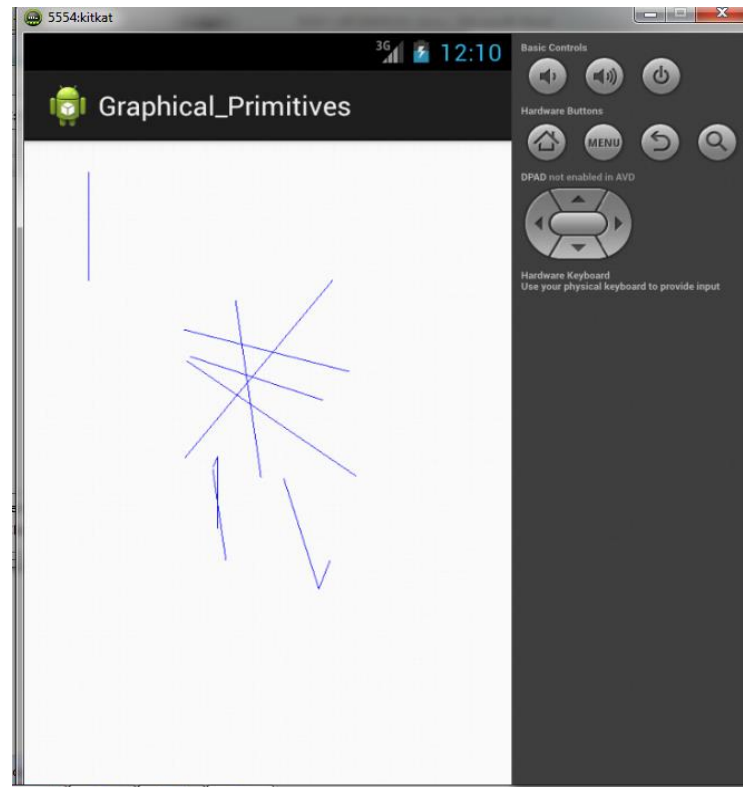 5554:kitkat
3G 12:10
Graphical_Primitives
Basic Controls
Hardware Buttons
MENU
DPAD not enabled in AVD
Hardware Keyboard
Use your physical keyboard to provide input